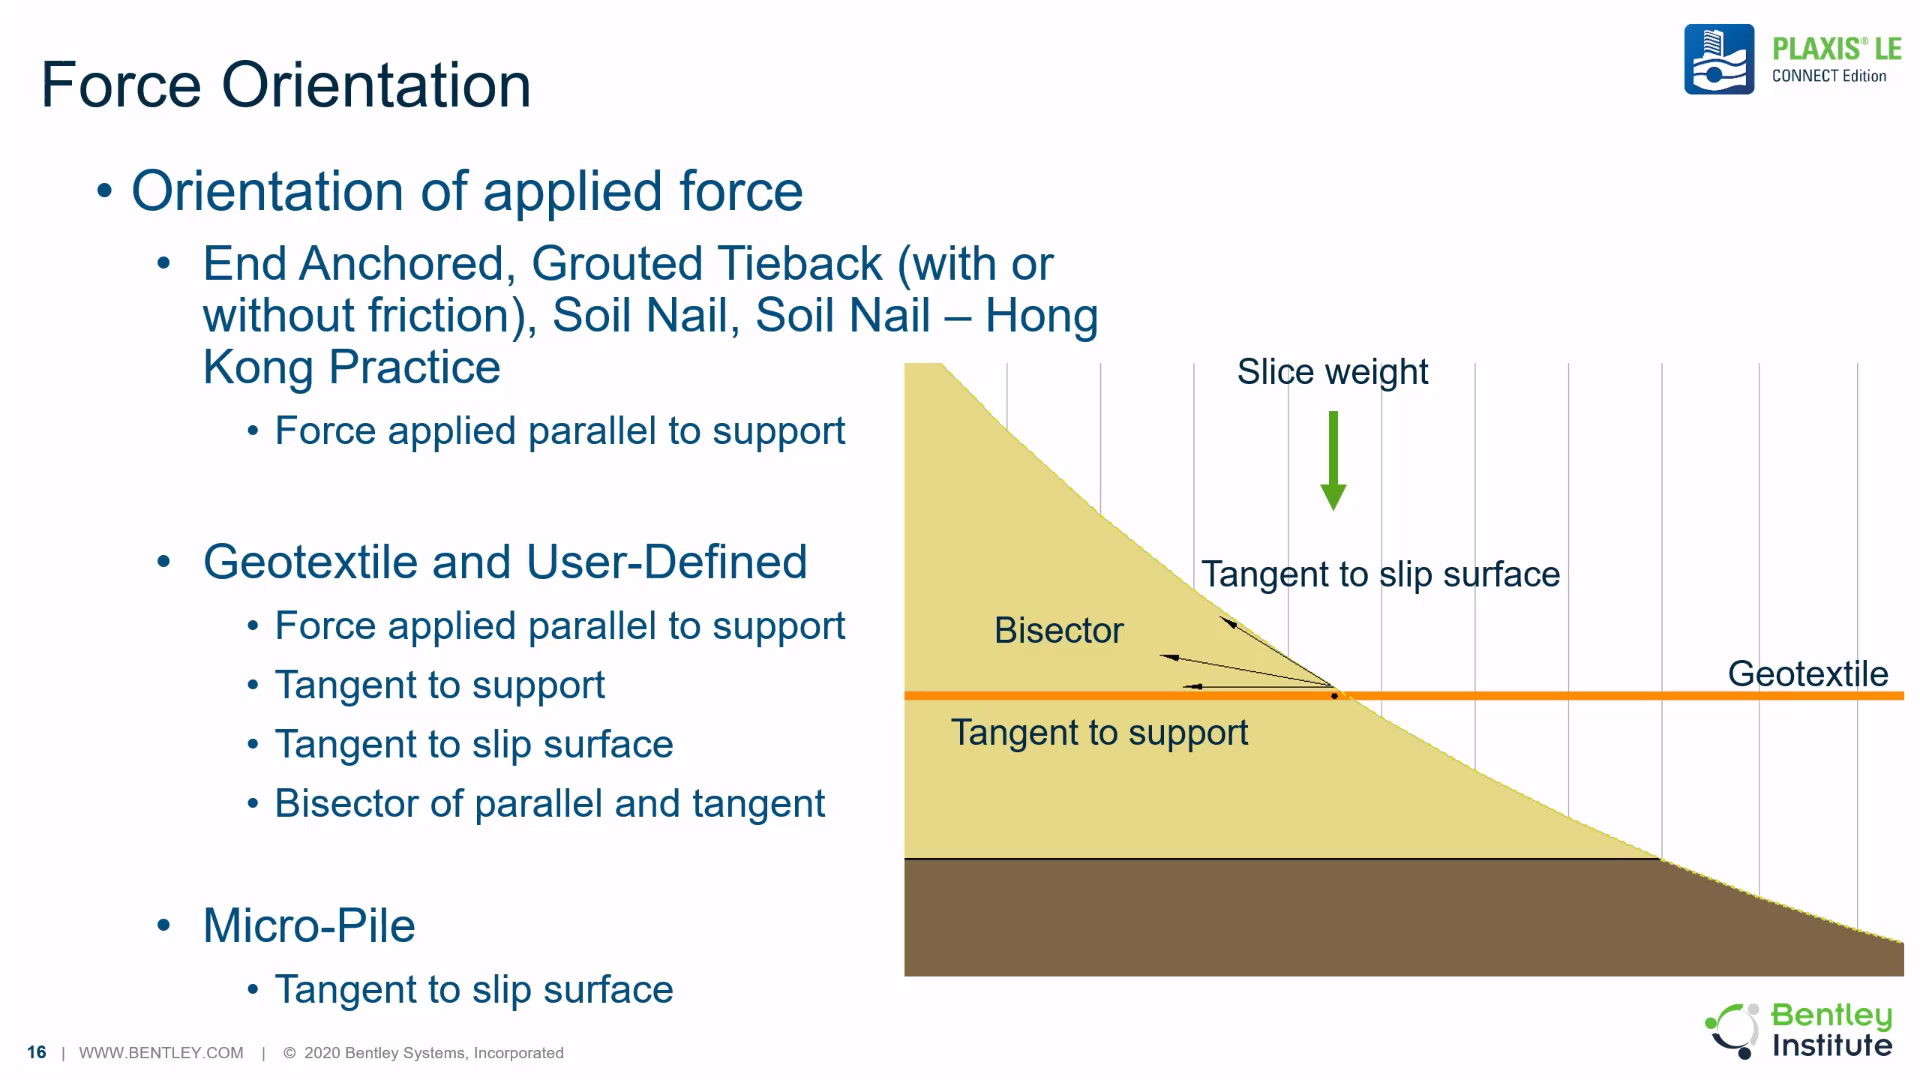 Force Orientation
PLAXIS® LE
CONNECT Edition
• Orientation of applied force
• End Anchored, Grouted Tieback (with or
without friction), Soil Nail, Soil Nail – Hong
Kong Practice
• Force applied parallel to support
• Geotextile and User-Defined
• Force applied parallel to support
• Tangent to support
• Tangent to slip surface
• Bisector of parallel and tangent
• Micro-Pile
• Tangent to slip surface
Slice weight
Tangent to slip surface
Bisector
Geotextile
Tangent to support
16 | WWW.BENTLEY.COM | © 2020 Bentley Systems, Incorporated
Bentley
Institute